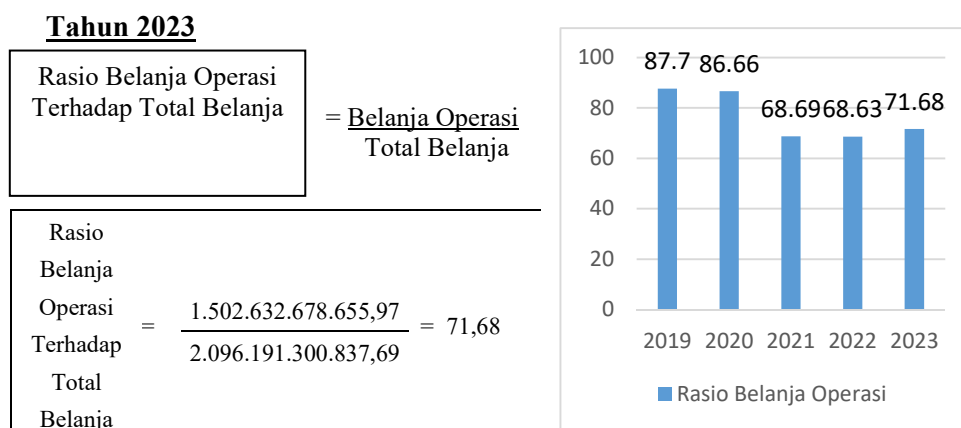 Tahun 2023
Rasio Belanja Operasi
Terhadap Total Belanja
= Belanja Operasi
Total Belanja
Rasio
Belanja
Operasi
Terhadap
Total
Belanja
=
1.502.632.678.655,97
2.096.191.300.837,69
= 71,68
100
80
60
40
20
0
87.7 86.66 68.69 68.63 71.68
2019 2020 2021 2022 2023
Rasio Belanja Operasi